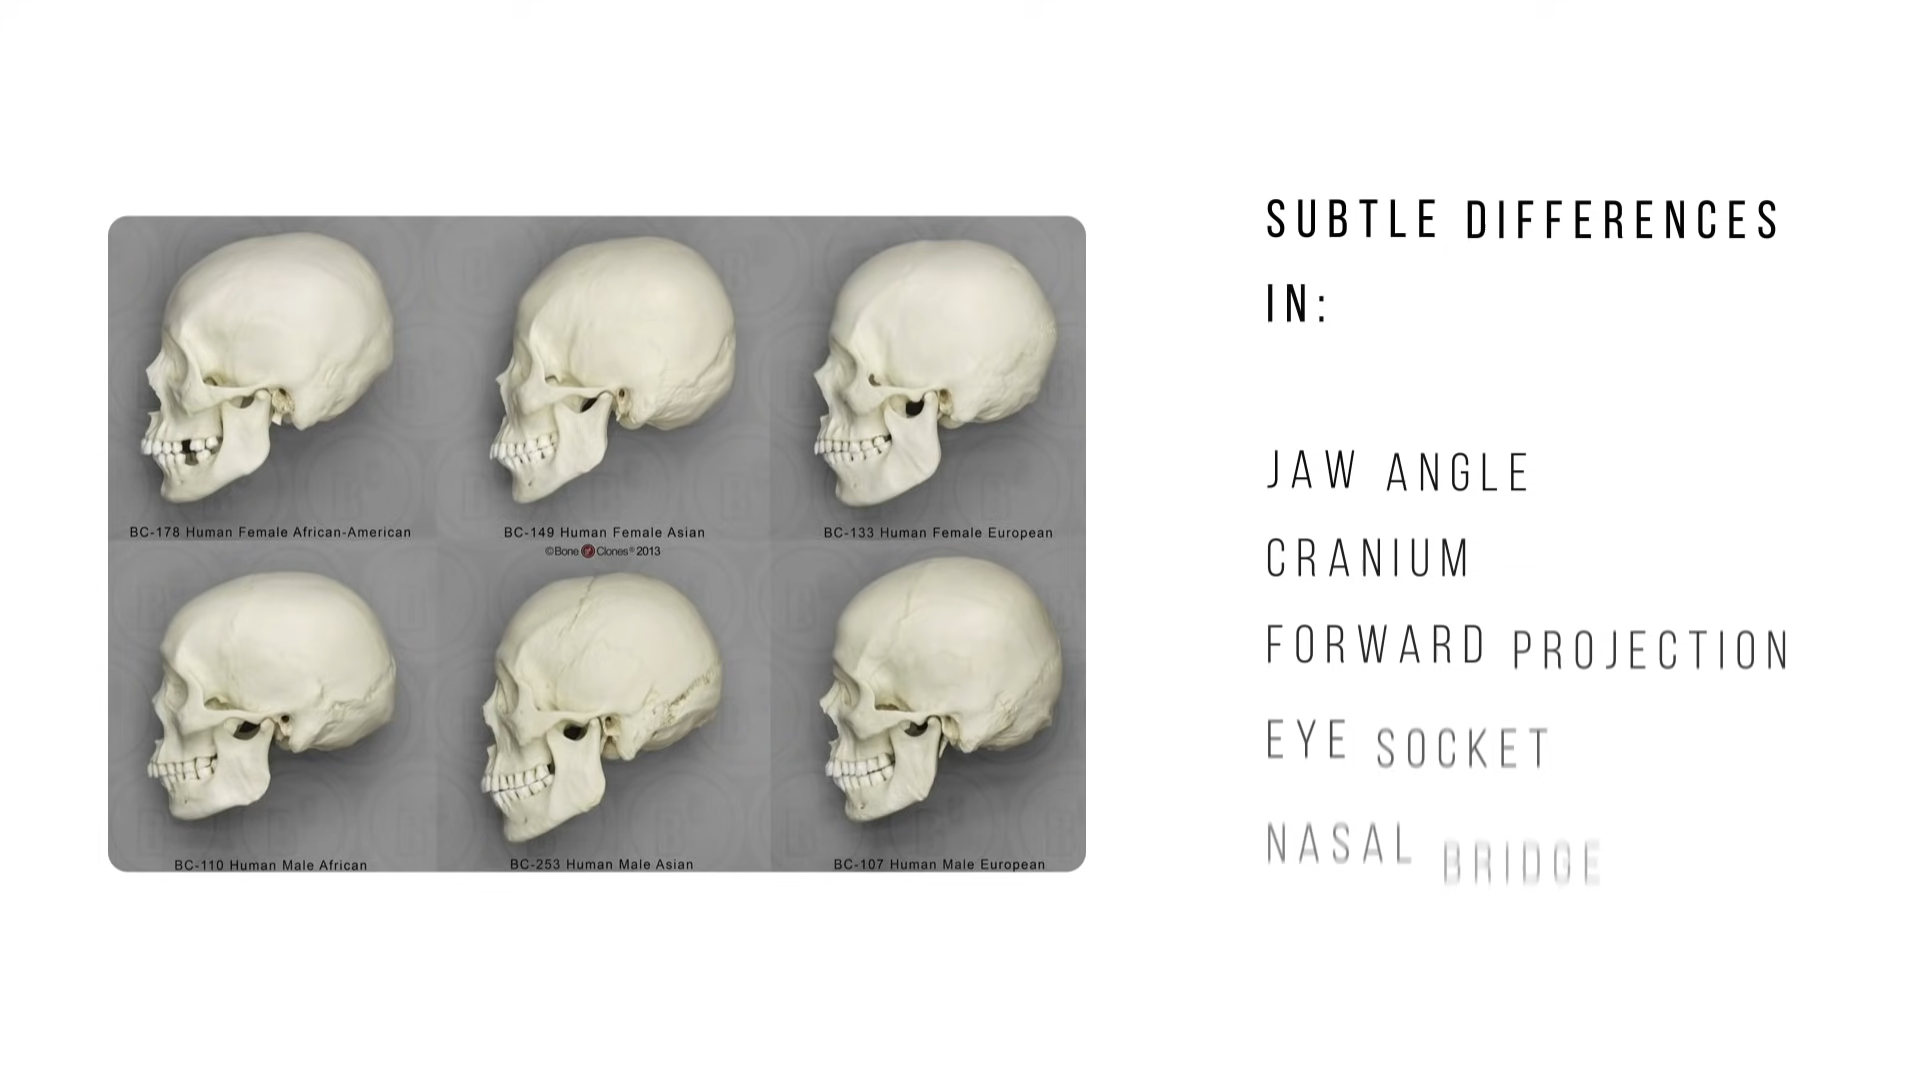 BC-178 Human Female African-American
BC-149 Human Female Asian
BC-133 Human Female European
©Bone Clones® 2013
BC-110 Human Male African
BC-253 Human Male Asian
BC-107 Human Male European
SUBTLE DIFFERENCES
IN:
JAW ANGLE
CRANIUM
FORWARD PROJECTION
EYE SOCKET
NASAL BRIDGE